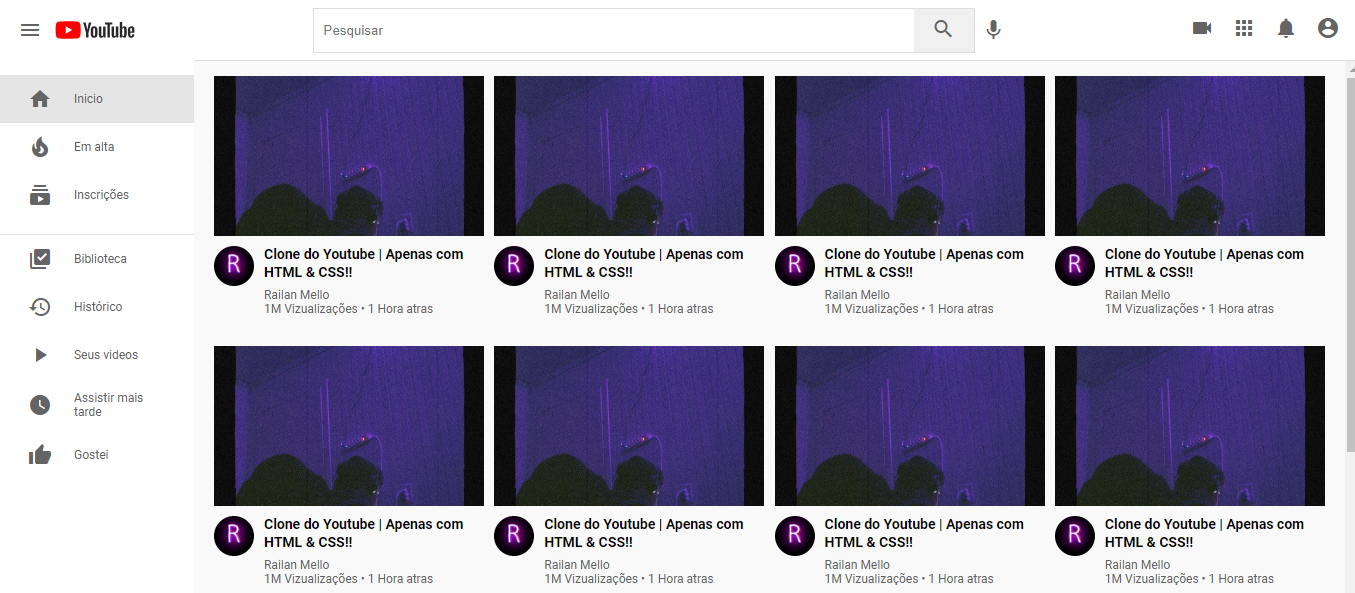 YouTube
Pesquisar
Inicio
Em alta
Inscrições
Biblioteca
Histórico
Seus videos
Assistir mais
tarde
Gostei
R
Clone do Youtube | Apenas com
HTML & CSS!!
Railan Mello
1M Vizualizações • 1 Hora atras
R
Clone do Youtube | Apenas com
HTML & CSS!!
Railan Mello
1M Vizualizações • 1 Hora atras
R
Clone do Youtube | Apenas com
HTML & CSS!!
Railan Mello
1M Vizualizações • 1 Hora atras
R
Clone do Youtube | Apenas com
HTML & CSS!!
Railan Mello
1M Vizualizações • 1 Hora atras
R
Clone do Youtube | Apenas com
HTML & CSS!!
Railan Mello
1M Vizualizações • 1 Hora atras
R
Clone do Youtube | Apenas com
HTML & CSS!!
Railan Mello
1M Vizualizações • 1 Hora atras
R
Clone do Youtube | Apenas com
HTML & CSS!!
Railan Mello
1M Vizualizações • 1 Hora atras
R
Clone do Youtube | Apenas com
HTML & CSS!!
Railan Mello
1M Vizualizações • 1 Hora atras